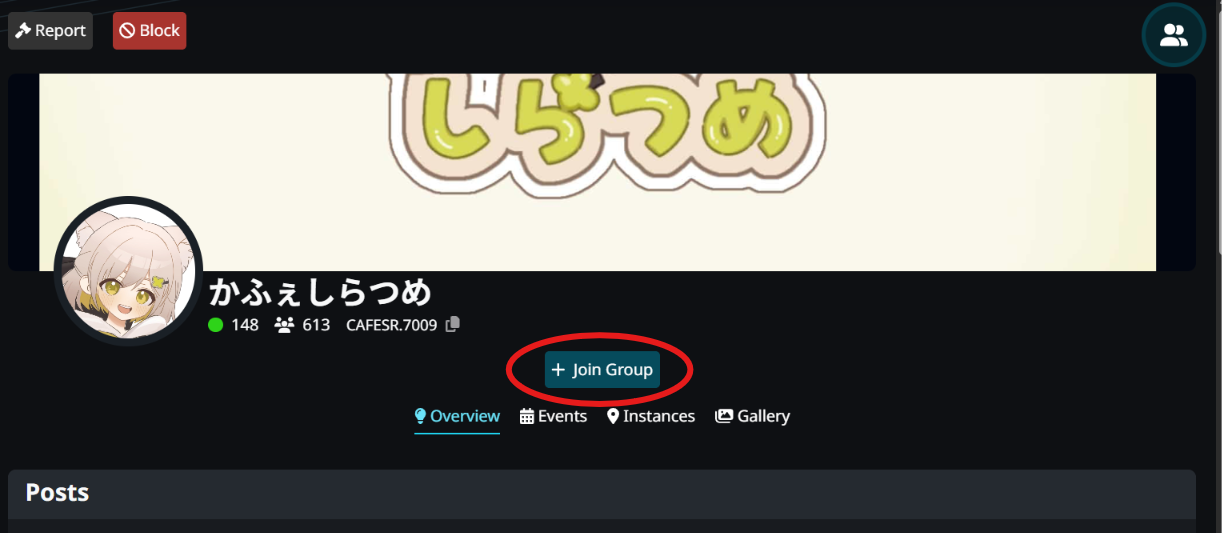 Report
Block
しらつめ
かふぇしらつめ
148 613 CAFESR.7009
+ Join Group
Overview Events Instances Gallery
Posts